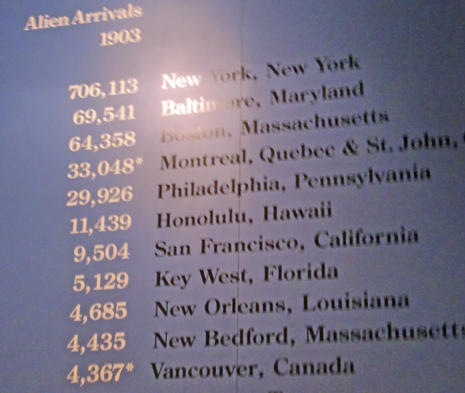 Alien Arrivals
1903
706,113 New York, New York
69,541 Baltimore, Maryland
64,358 Boston, Massachusetts
33,048* Montreal, Quebec & St. John,
29,926 Philadelphia, Pennsylvania
11,439 Honolulu, Hawaii
9,504 San Francisco, California
5,129 Key West, Florida
4,685 New Orleans, Louisiana
4,435 New Bedford, Massachusetts
4,367* Vancouver, Canada